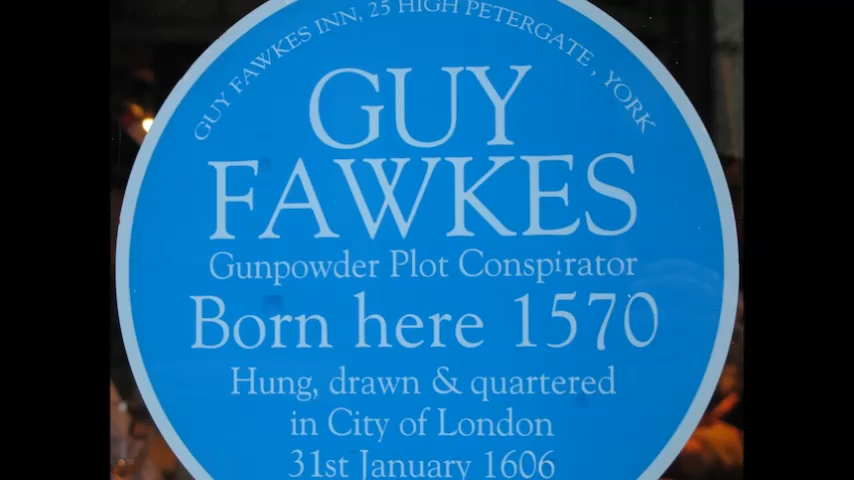 GUY FAWKES INN, 25 HIGH PETERGATE, YORK
GUY
FAWKES
Gunpowder Plot Conspirator
Born here 1570
Hung, drawn & quartered
in City of London
31st January 1606